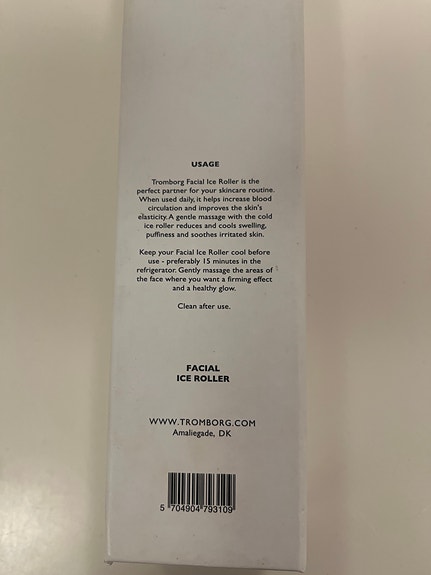 USAGE
Tromborg Facial Ice Roller is the
perfect partner for your skincare routine.
When used daily, it helps increase blood
circulation and improves the skin's
elasticity. A gentle massage with the cold
ice roller reduces and cools swelling,
puffiness and soothes irritated skin.
Keep your Facial Ice Roller cool before
use - preferably 15 minutes in the
refrigerator. Gently massage the areas of
the face where you want a firming effect
and a healthy glow.
Clean after use.
FACIAL
ICE ROLLER
WWW.TROMBORG.COM
Amaliegade, DK
5 704904 793109